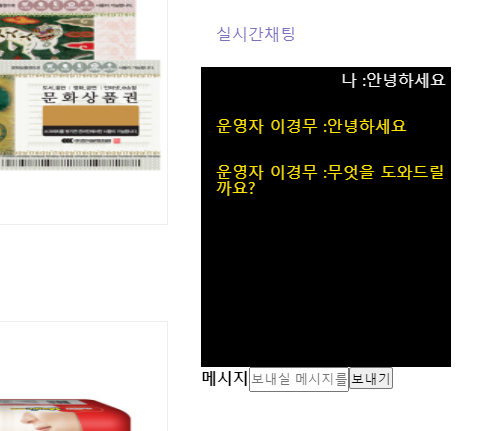 실시간채팅
나 :안녕하세요
운영자 이경무 :안녕하세요
운영자 이경무 :무엇을 도와드릴
까요?
문화상품권
메시지 보내실 메시지를 보내기